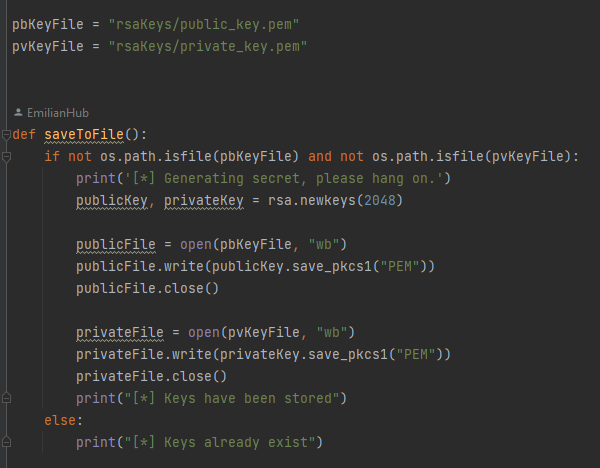 pbKeyFile = "rsaKeys/public_key.pem"
pvKeyFile = "rsaKeys/private_key.pem"
EmilianHub
def saveToFile():
    if not os.path.isfile(pbKeyFile) and not os.path.isfile(pvKeyFile):
        print('[*] Generating secret, please hang on.')
        publicKey, privateKey = rsa.newkeys(2048)
        publicFile = open(pbKeyFile, "wb")
        publicFile.write(publicKey.save_pkcs1("PEM"))
        publicFile.close()
        privateFile = open(pvKeyFile, "wb")
        privateFile.write(privateKey.save_pkcs1("PEM"))
        privateFile.close()
        print("[*] Keys have been stored")
    else:
        print("[*] Keys already exist")